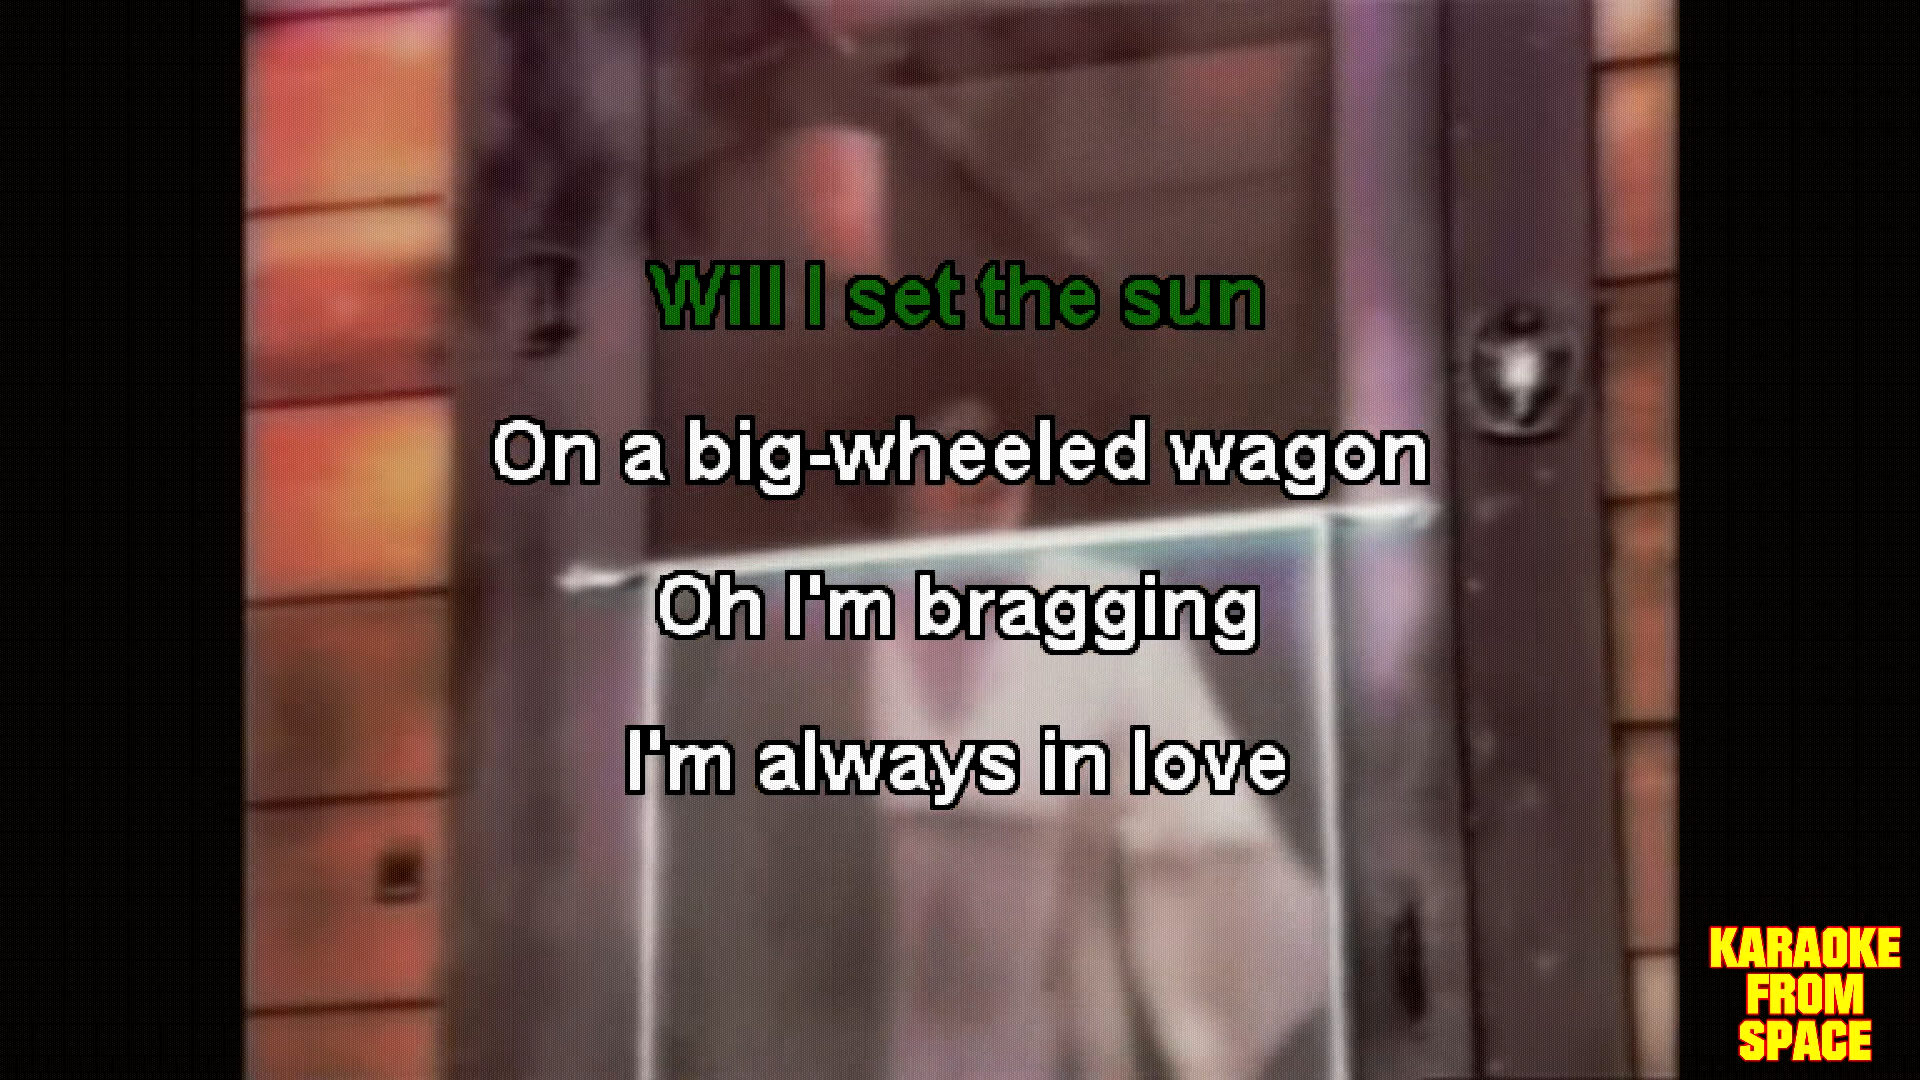 Will I set the sun
On a big-wheeled wagon
Oh I'm bragging
I'm always in love
KARAOKE
FROM
SPACE